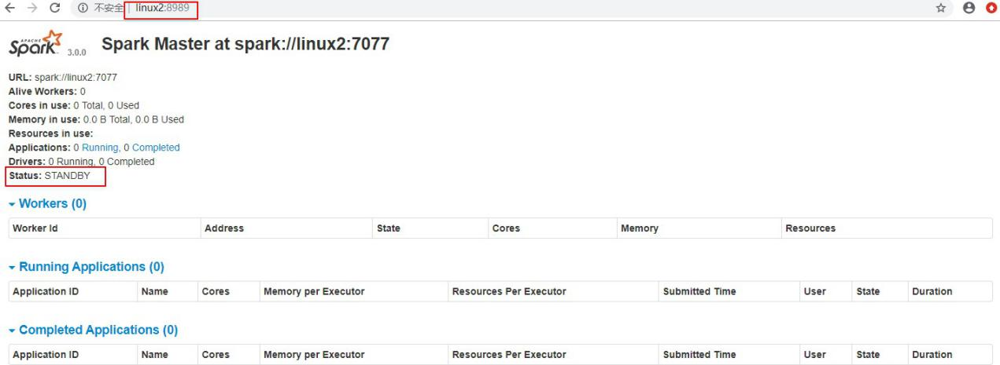 不安全 linux2:8989
APACHE Spark 3.0.0 Spark Master at spark://linux2:7077
URL: spark://linux2:7077
Alive Workers: 0
Cores in use: 0 Total, 0 Used
Memory in use: 0.0 B Total, 0.0 B Used
Resources in use:
Applications: 0 Running, 0 Completed
Drivers: 0 Running, 0 Completed
Status: STANDBY
Workers (0)
Worker Id Address State Cores Memory Resources
Running Applications (0)
Application ID Name Cores Memory per Executor Resources Per Executor Submitted Time User State Duration
Completed Applications (0)
Application ID Name Cores Memory per Executor Resources Per Executor Submitted Time User State Duration